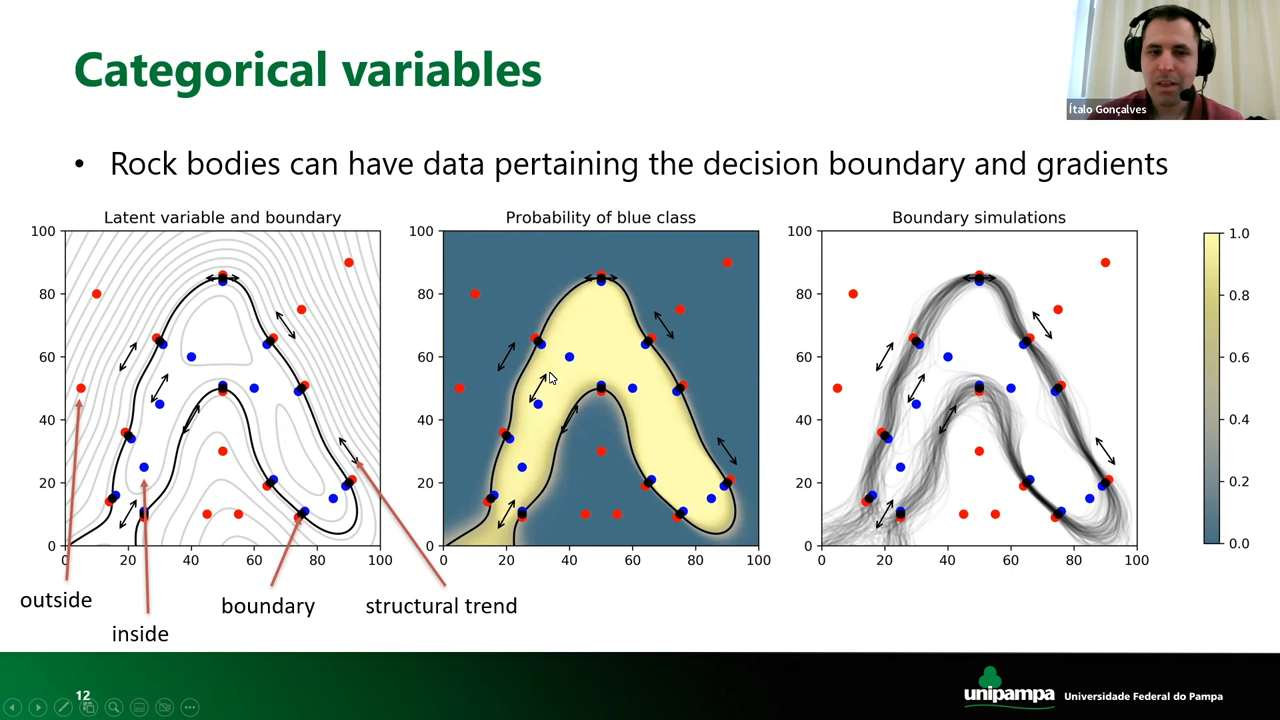 Categorical variables
Ítalo Gonçalves
• Rock bodies can have data pertaining the decision boundary and gradients
Latent variable and boundary
100
80
60
40
20
0
0 20 40 60 80 100
Probability of blue class
100
80
60
40
20
0
0 20 40 60 80 100
Boundary simulations
100
80
60
40
20
0
0 20 40 60 80 100
1.0
0.8
0.6
0.4
0.2
0.0
outside
inside
boundary
structural trend
12
unipampa
Universidade Federal do Pampa